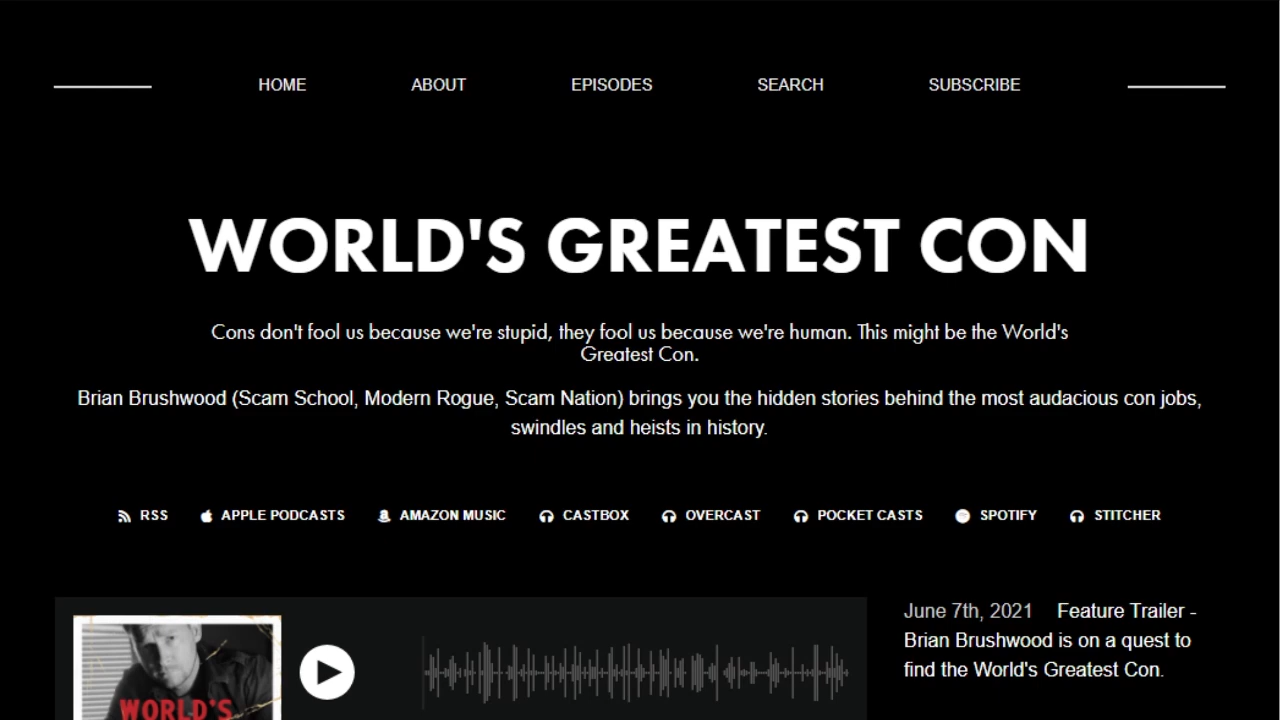 HOME ABOUT EPISODES SEARCH SUBSCRIBE
WORLD'S GREATEST CON
Cons don't fool us because we're stupid, they fool us because we're human. This might be the World's
Greatest Con.
Brian Brushwood (Scam School, Modern Rogue, Scam Nation) brings you the hidden stories behind the most audacious con jobs,
swindles and heists in history.
RSS APPLE PODCASTS AMAZON MUSIC CASTBOX OVERCAST POCKET CASTS SPOTIFY STITCHER
June 7th, 2021 Feature Trailer -
Brian Brushwood is on a quest to
find the World's Greatest Con.
WORLD'S